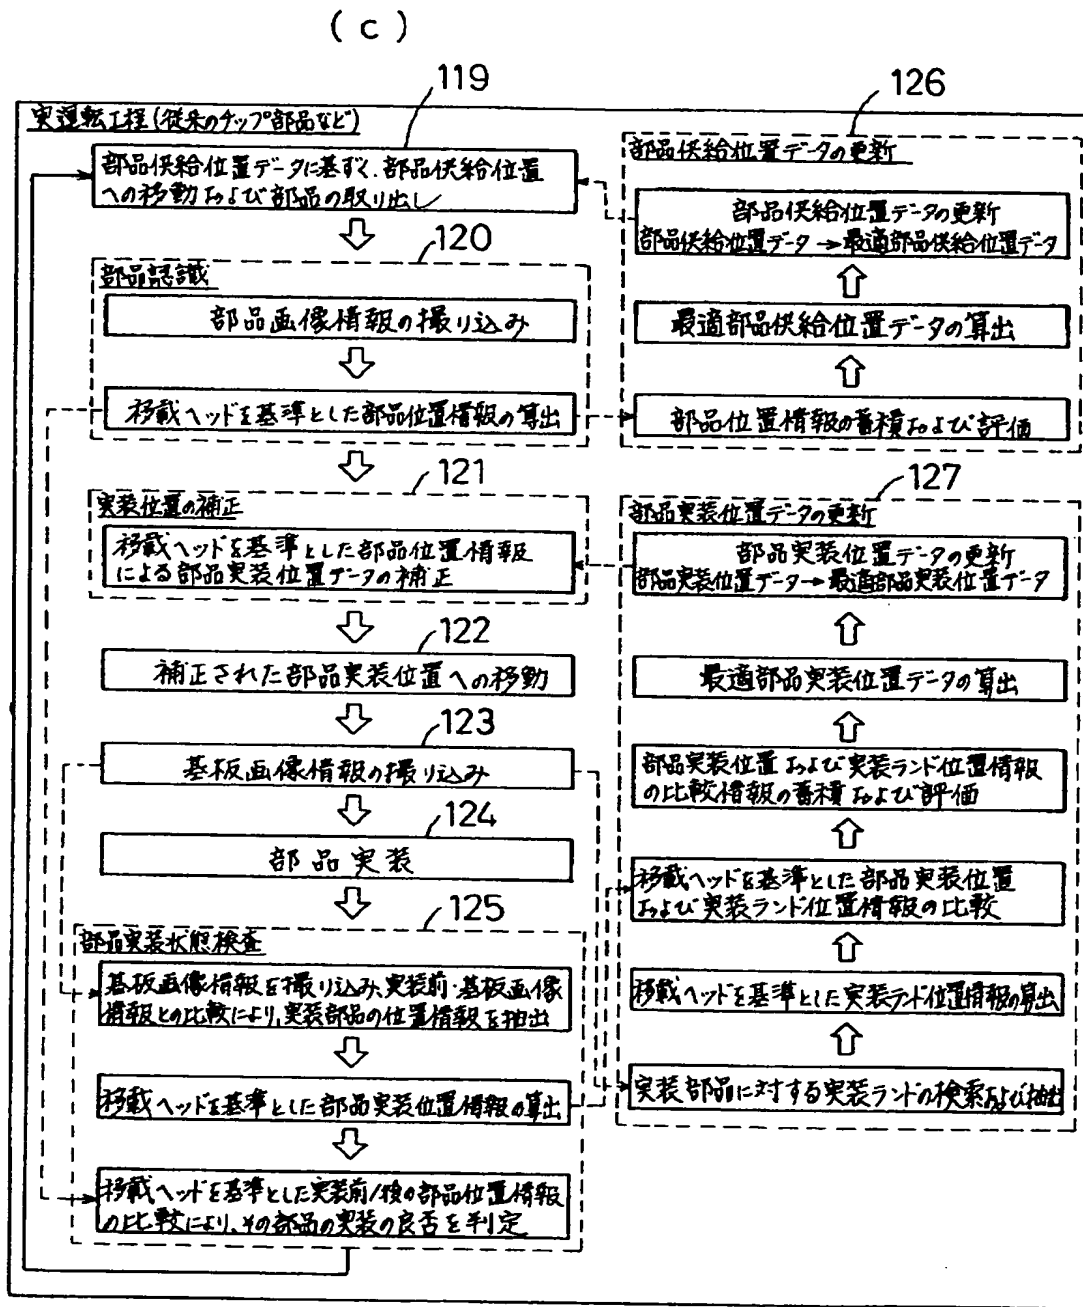 (c)
119
実運転工程(従来のチップ部品など)
部品供給位置データに基ずく、部品供給位置
への移動および部品の取り出し
120
部品認識
部品画像情報の撮り込み
移載ヘッドを基準とした部品位置情報の算出
121
実装位置の補正
移載ヘッドを基準とした部品位置情報
による部品実装位置データの補正
122
補正された部品実装位置への移動
123
基板画像情報の撮り込み
124
部品実装
125
部品実装状態検査
基板画像情報を撮り込み、実装前・基板画像
情報との比較により、実装部品の位置情報を抽出
移載ヘッドを基準とした部品実装位置情報の算出
移載ヘッドを基準とした実装前/後の部品位置情報
の比較により、その部品の実装の良否を判定
126
部品供給位置データの更新
部品供給位置データの更新
部品供給位置データ→最適部品供給位置データ
最適部品供給位置データの算出
部品位置情報の蓄積および評価
127
部品実装位置データの更新
部品実装位置データの更新
部品実装位置データ→最適部品実装位置データ
最適部品実装位置データの算出
部品実装位置および実装ランド位置情報
の比較情報の蓄積および評価
移載ヘッドを基準とした部品実装位置
および実装ランド位置情報の比較
移載ヘッドを基準とした実装ランド位置情報の算出
実装部品に対する実装ランドの検索および抽出